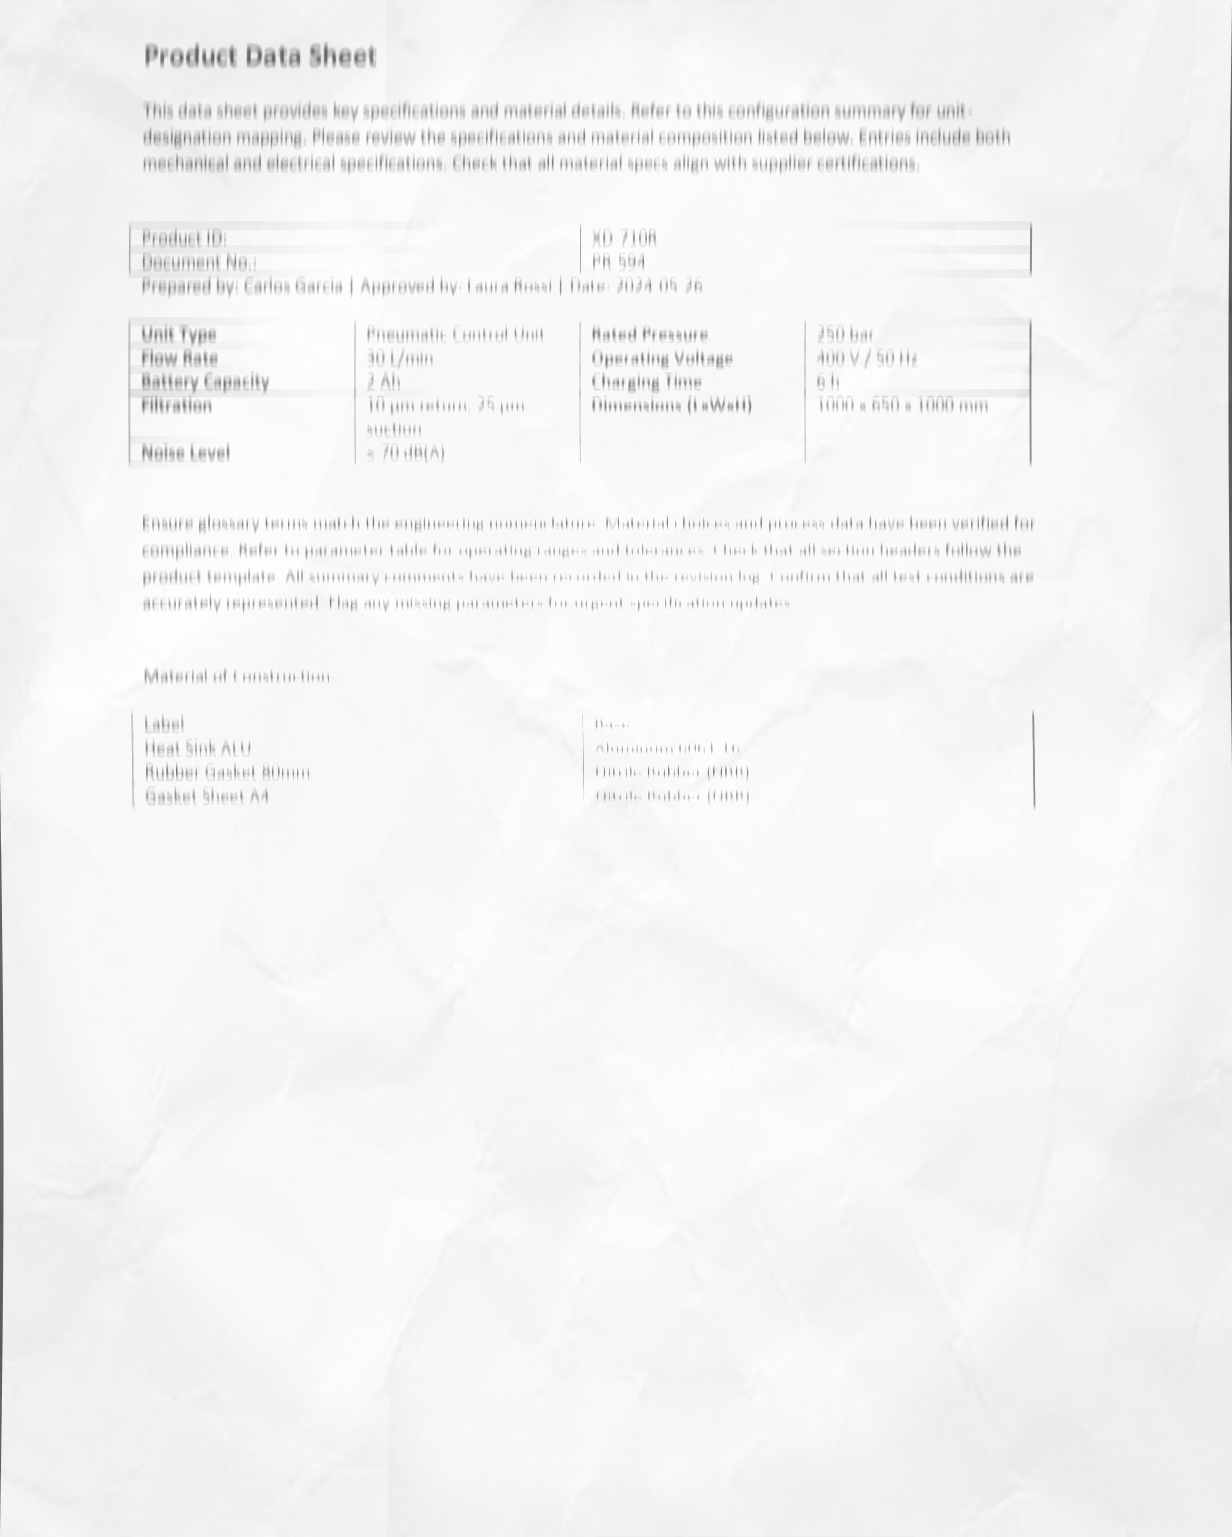 Product Data Sheet
This data sheet provides key specifications and material details. Refer to this configuration summary for unit-
designation mapping. Please review the specifications and material composition listed below. Entries include both
mechanical and electrical specifications. Check that all material specs align with supplier certifications.
Product ID: XD-710R
Document No.: PR-594
Prepared by: Carlos Garcia | Approved by: Laura Rossi | Date: 2024-05-26
Unit Type Pneumatic Control Unit Rated Pressure 250 bar
Flow Rate 30 L/min Operating Voltage 400 V / 50 Hz
Battery Capacity 2 Ah Charging Time 6 h
Filtration 10 µm return, 25 µm Dimensions (LxWxH) 1000 x 650 x 1000 mm
suction
Noise Level 70 dB(A)
Ensure glossary terms match the engineering nomenclature. Material choices and process data have been verified for
compliance. Refer to parameter table for operating ranges and tolerances. Check that all section headers follow the
product template. All summary comments have been recorded in the revision log. Confirm that all test conditions are
accurately represented. Flag any missing parameters for urgent specification updates.
Material of Construction
Label
Heat Sink ALU Aluminum
Rubber Gasket 80mm Nitrile Rubber (NBR)
Gasket Sheet A4 Nitrile Rubber (NBR)